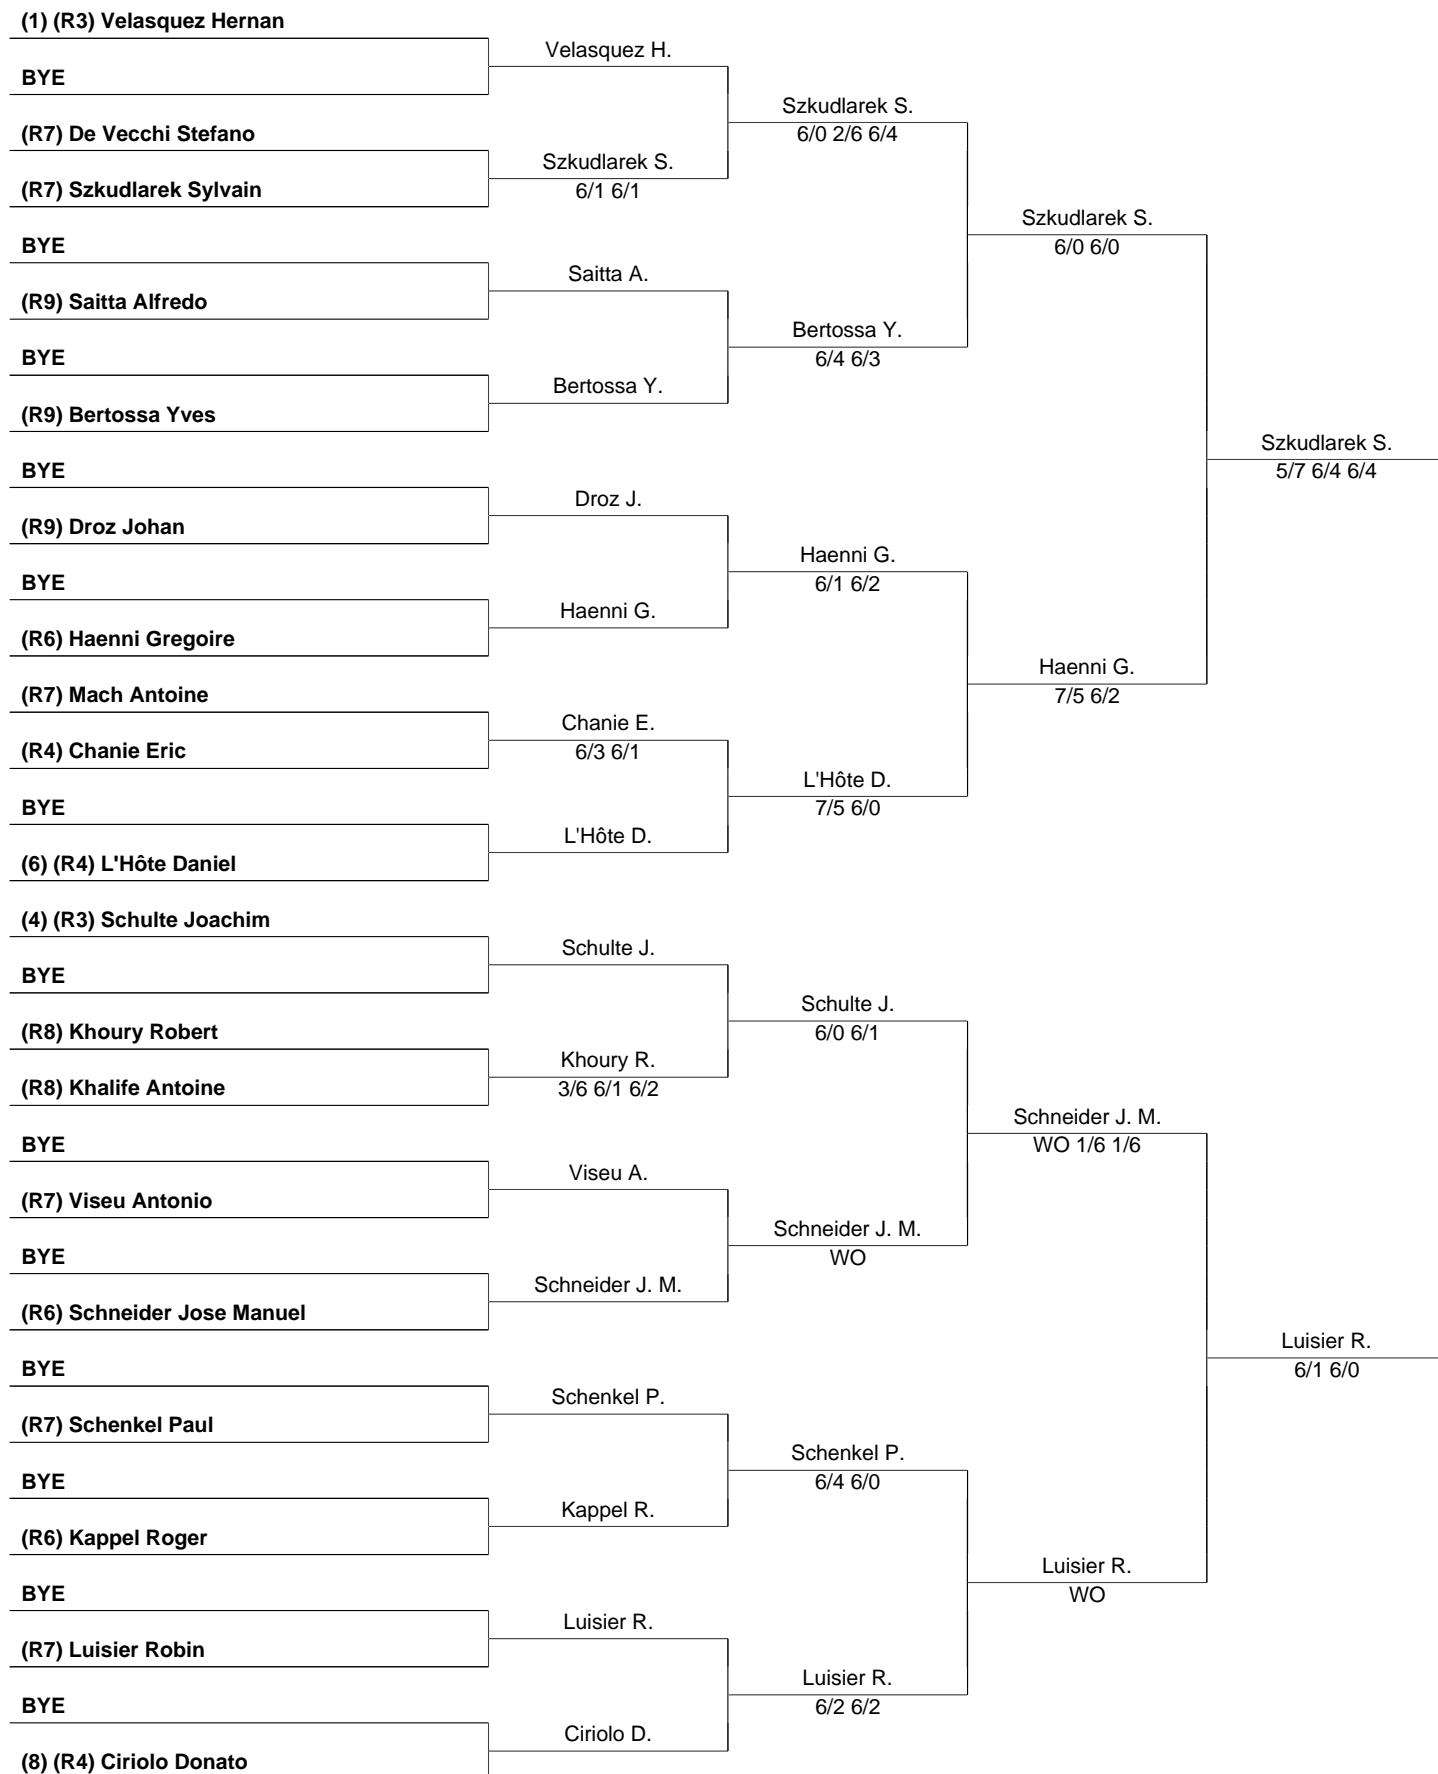 (1) (R3) Velasquez Hernan
BYE
(R7) De Vecchi Stefano
(R7) Szkudlarek Sylvain
BYE
(R9) Saitta Alfredo
BYE
(R9) Bertossa Yves
BYE
(R9) Droz Johan
BYE
(R6) Haenni Gregoire
(R7) Mach Antoine
(R4) Chanie Eric
BYE
(6) (R4) L'Hôte Daniel
(4) (R3) Schulte Joachim
BYE
(R8) Khoury Robert
(R8) Khalife Antoine
BYE
(R7) Viseu Antonio
BYE
(R6) Schneider Jose Manuel
BYE
(R7) Schenkel Paul
BYE
(R6) Kappel Roger
BYE
(R7) Luisier Robin
BYE
(8) (R4) Ciriolo Donato
Velasquez H.
Szkudlarek S.
6/1 6/1
Saitta A.
Bertossa Y.
Droz J.
Haenni G.
Chanie E.
6/3 6/1
L'Hôte D.
Schulte J.
Khoury R.
3/6 6/1 6/2
Viseu A.
Schneider J. M.
Schenkel P.
Kappel R.
Luisier R.
Ciriolo D.
Szkudlarek S.
6/0 2/6 6/4
Bertossa Y.
6/4 6/3
Haenni G.
6/1 6/2
L'Hôte D.
7/5 6/0
Schulte J.
6/0 6/1
Schneider J. M.
WO
Schenkel P.
6/4 6/0
Luisier R.
6/2 6/2
Szkudlarek S.
6/0 6/0
Haenni G.
7/5 6/2
Schneider J. M.
WO 1/6 1/6
Luisier R.
WO
Szkudlarek S.
5/7 6/4 6/4
Luisier R.
6/1 6/0